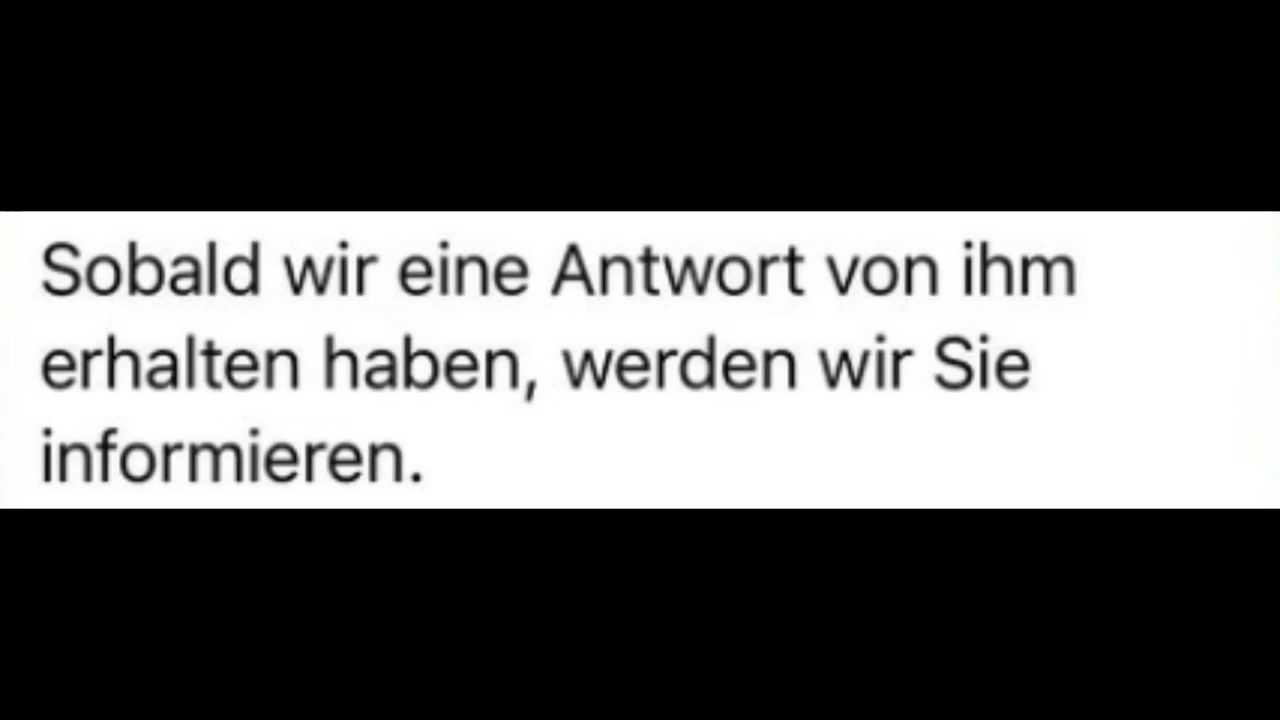 Sobald wir eine Antwort von ihm
erhalten haben, werden wir Sie
informieren.